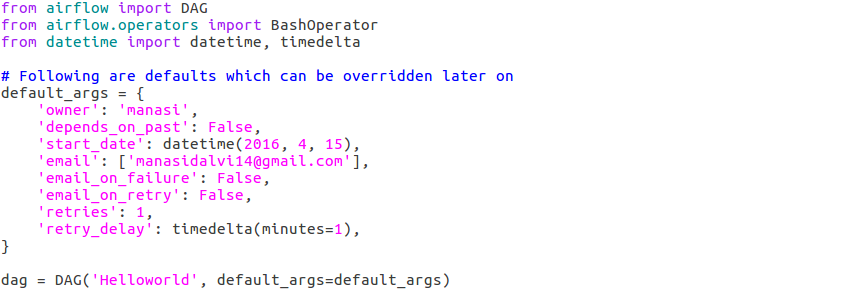 from airflow import DAG
from airflow.operators import BashOperator
from datetime import datetime, timedelta
# Following are defaults which can be overridden later on
default_args = {
    'owner': 'manasi',
    'depends_on_past': False,
    'start_date': datetime(2016, 4, 15),
    'email': ['manasidalvi14@gmail.com'],
    'email_on_failure': False,
    'email_on_retry': False,
    'retries': 1,
    'retry_delay': timedelta(minutes=1),
}
dag = DAG('Helloworld', default_args=default_args)